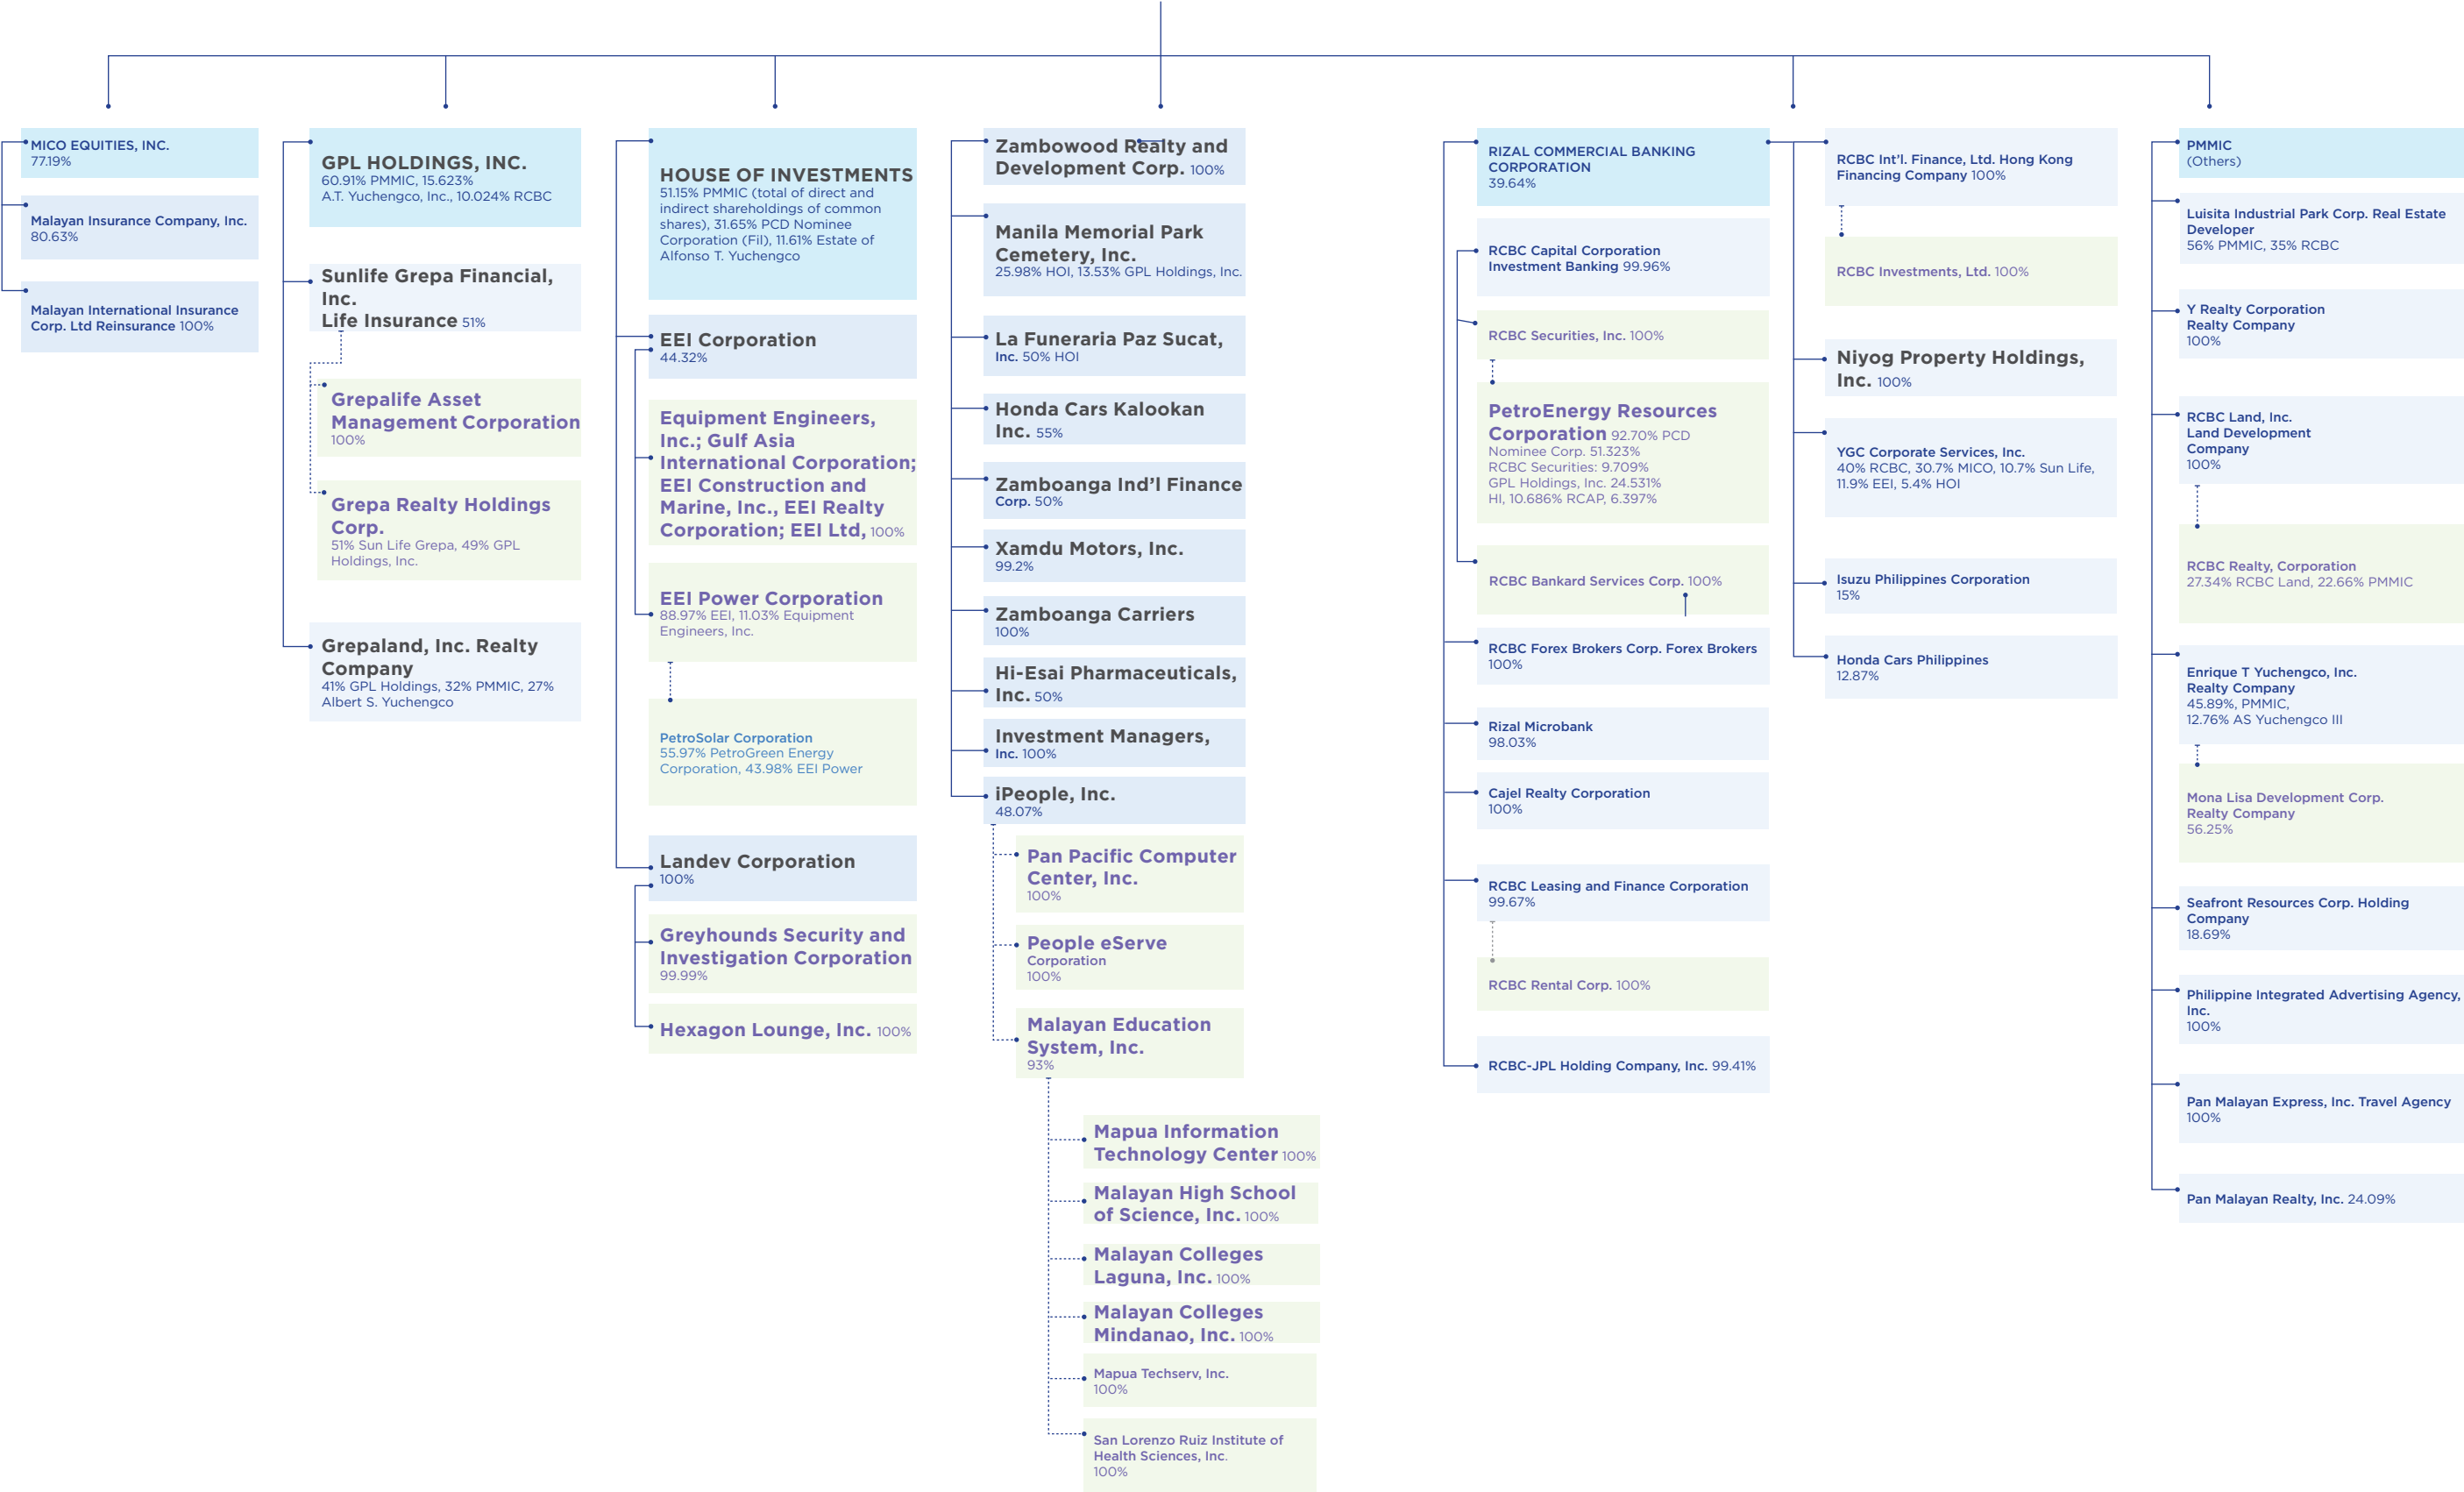 MICO EQUITIES, INC.
77.19%
Malayan Insurance Company, Inc.
80.63%
Malayan International Insurance
Corp. Ltd Reinsurance 100%
GPL HOLDINGS, INC.
60.91% PMMIC, 15.623%
A.T. Yuchengco, Inc., 10.024% RCBC
Sunlife Grepa Financial,
Inc.
Life Insurance 51%
Grepalife Asset
Management Corporation
100%
Grepa Realty Holdings
Corp.
51% Sun Life Grepa, 49% GPL
Holdings, Inc.
Grepaland, Inc. Realty
Company
41% GPL Holdings, 32% PMMIC, 27%
Albert S. Yuchengco
HOUSE OF INVESTMENTS
51.15% PMMIC (total of direct and
indirect shareholdings of common
shares), 31.65% PCD Nominee
Corporation (Fil), 11.61% Estate of
Alfonso T. Yuchengco
EEI Corporation
44.32%
Equipment Engineers,
Inc.; Gulf Asia
International Corporation;
EEI Construction and
Marine, Inc., EEI Realty
Corporation; EEI Ltd, 100%
EEI Power Corporation
88.97% EEI, 11.03% Equipment
Engineers, Inc.
PetroSolar Corporation
55.97% PetroGreen Energy
Corporation, 43.98% EEI Power
Landev Corporation
100%
Greyhounds Security and
Investigation Corporation
99.99%
Hexagon Lounge, Inc. 100%
Zambowood Realty and
Development Corp. 100%
Manila Memorial Park
Cemetery, Inc.
25.98% HOI, 13.53% GPL Holdings, Inc.
La Funeraria Paz Sucat,
Inc. 50% HOI
Honda Cars Kalookan
Inc. 55%
Zamboanga Ind’l Finance
Corp. 50%
Xamdu Motors, Inc.
99.2%
Zamboanga Carriers
100%
Hi-Esai Pharmaceuticals,
Inc. 50%
Investment Managers,
Inc. 100%
iPeople, Inc.
48.07%
Pan Pacific Computer
Center, Inc.
100%
People eServe
Corporation
100%
Malayan Education
System, Inc.
93%
Mapua Information
Technology Center 100%
Malayan High School
of Science, Inc. 100%
Malayan Colleges
Laguna, Inc. 100%
Malayan Colleges
Mindanao, Inc. 100%
Mapua Techserv, Inc.
100%
San Lorenzo Ruiz Institute of
Health Sciences, Inc.
100%
RIZAL COMMERCIAL BANKING
CORPORATION
39.64%
RCBC Capital Corporation
Investment Banking 99.96%
RCBC Securities, Inc. 100%
PetroEnergy Resources
Corporation 92.70% PCD
Nominee Corp. 51.323%
RCBC Securities: 9.709%
GPL Holdings, Inc. 24.531%
HI, 10.686% RCAP, 6.397%
RCBC Bankard Services Corp. 100%
RCBC Forex Brokers Corp. Forex Brokers
100%
Rizal Microbank
98.03%
Cajel Realty Corporation
100%
RCBC Leasing and Finance Corporation
99.67%
RCBC Rental Corp. 100%
RCBC-JPL Holding Company, Inc. 99.41%
RCBC Int’l. Finance, Ltd. Hong Kong
Financing Company 100%
RCBC Investments, Ltd. 100%
Niyog Property Holdings,
Inc. 100%
YGC Corporate Services, Inc.
40% RCBC, 30.7% MICO, 10.7% Sun Life,
11.9% EEI, 5.4% HOI
Isuzu Philippines Corporation
15%
Honda Cars Philippines
12.87%
PMMIC
(Others)
Luisita Industrial Park Corp. Real Estate
Developer
56% PMMIC, 35% RCBC
Y Realty Corporation
Realty Company
100%
RCBC Land, Inc.
Land Development
Company
100%
RCBC Realty, Corporation
27.34% RCBC Land, 22.66% PMMIC
Enrique T Yuchengco, Inc.
Realty Company
45.89%, PMMIC,
12.76% AS Yuchengco III
Mona Lisa Development Corp.
Realty Company
56.25%
Seafront Resources Corp. Holding
Company
18.69%
Philippine Integrated Advertising Agency,
Inc.
100%
Pan Malayan Express, Inc. Travel Agency
100%
Pan Malayan Realty, Inc. 24.09%